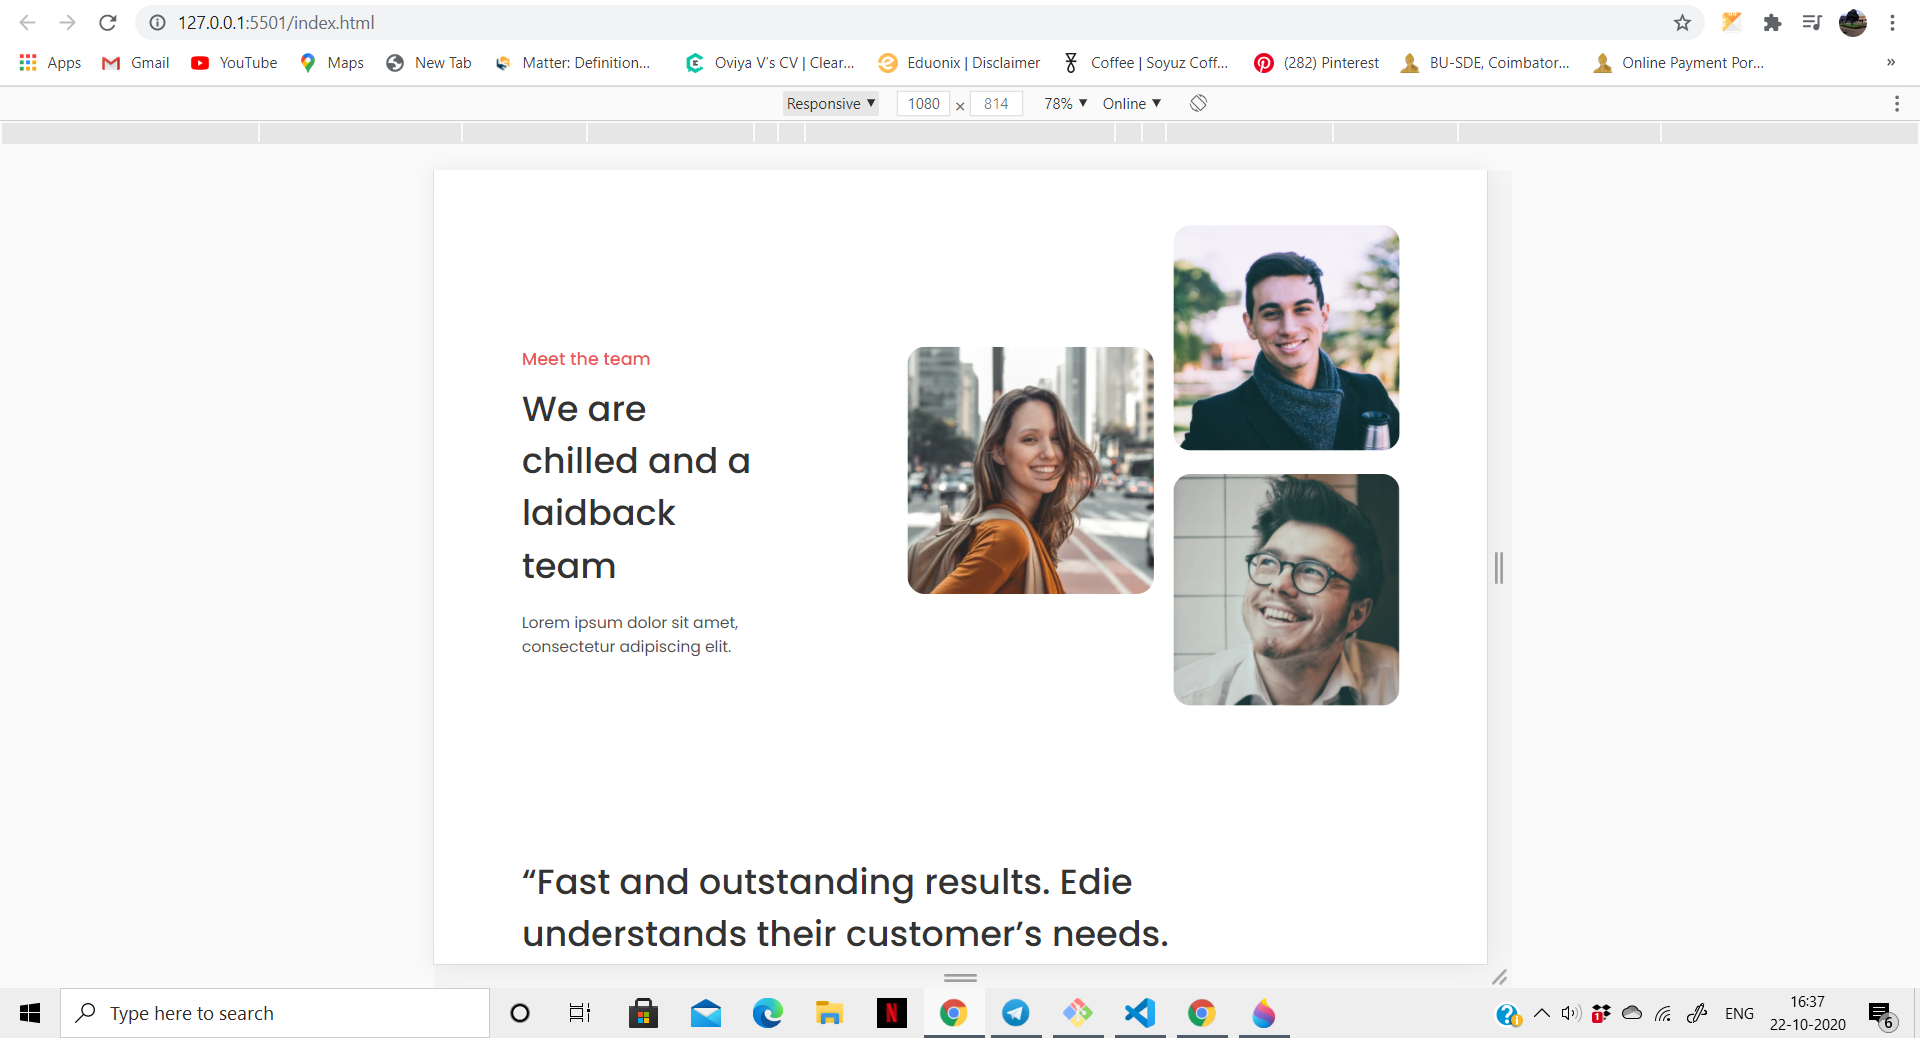 127.0.0.1:5501/index.html
Apps Gmail YouTube Maps New Tab Matter: Definition... Oviya V's CV | Clear... Eduonix | Disclaimer Coffee | Soyuz Coff... (282) Pinterest BU-SDE, Coimbator... Online Payment Por... »
Responsive ▼ 1080 × 814 78% ▼ Online ▼
Meet the team
We are
chilled and a
laidback
team
Lorem ipsum dolor sit amet,
consectetur adipiscing elit.
“Fast and outstanding results. Edie
understands their customer’s needs.
Type here to search
ENG
16:37
22-10-2020
6
1